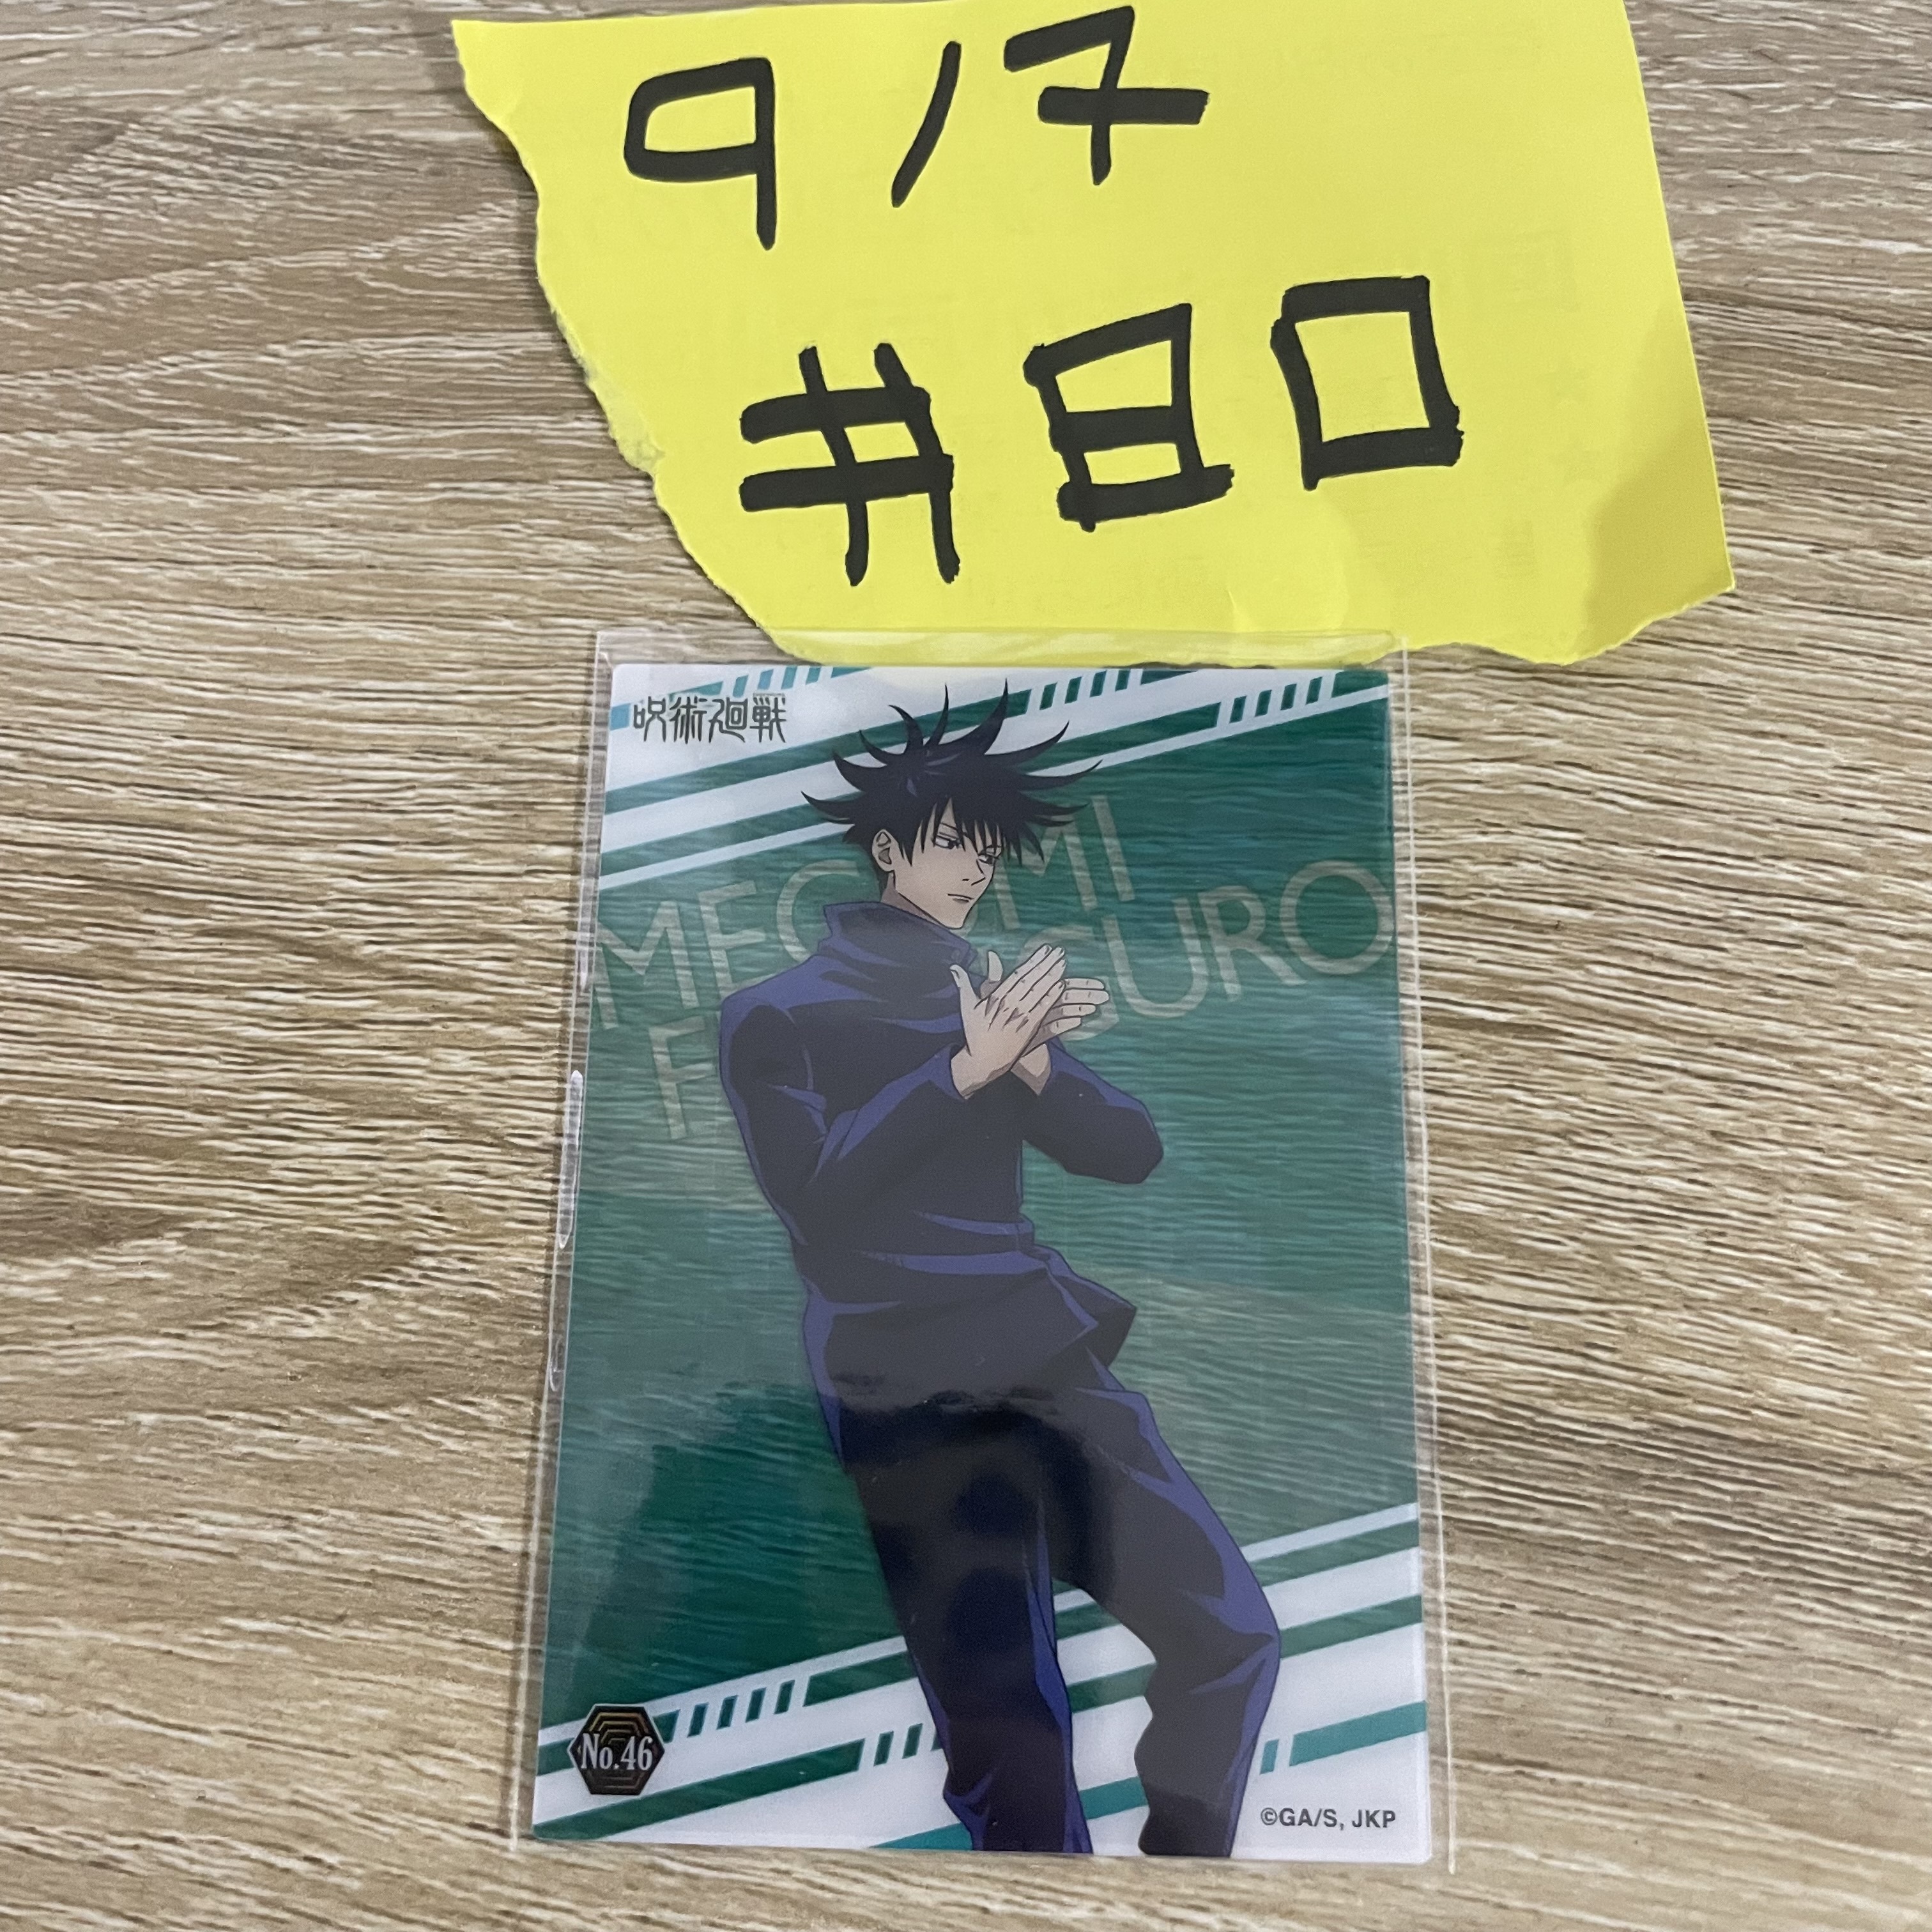 9/7
#80
呪術廻戦
MEGUMI
FUSHIGURO
No.46
©GA/S, JKP